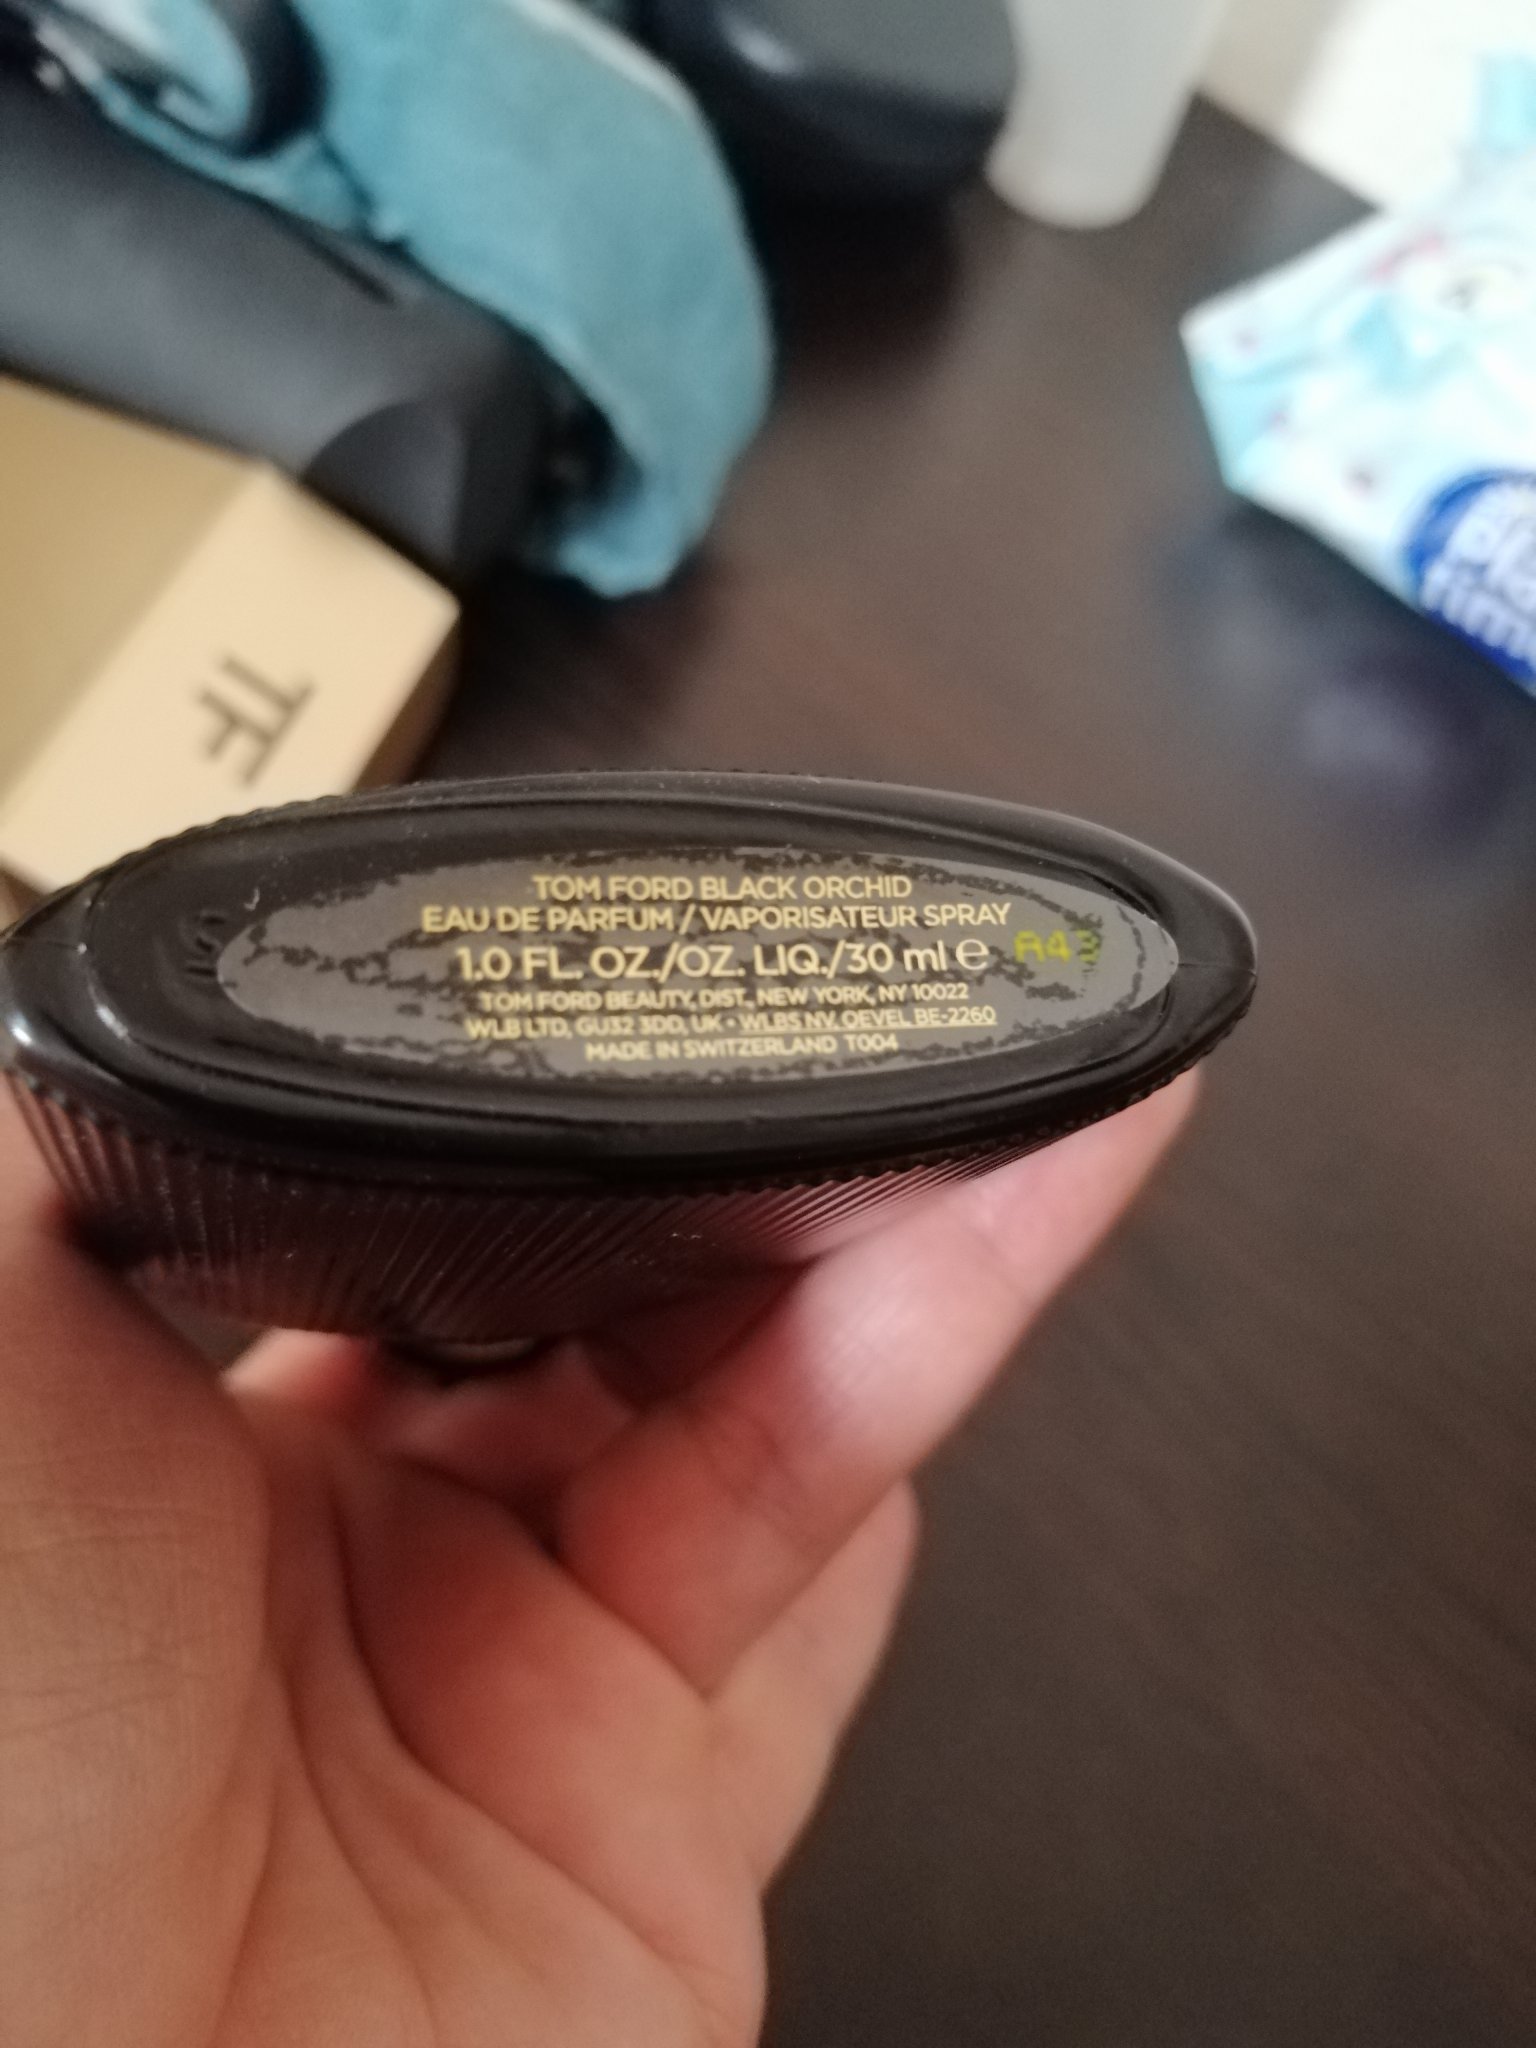 TF
TOM FORD BLACK ORCHID
EAU DE PARFUM / VAPORISATEUR SPRAY
1.0 FL. OZ./OZ. LIQ./30 ml ℮
TOM FORD BEAUTY, DIST., NEW YORK, NY 10022
WLB LTD, GU32 3DD, UK • WLBS NV. OEVEL BE-2260
MADE IN SWITZERLAND T004